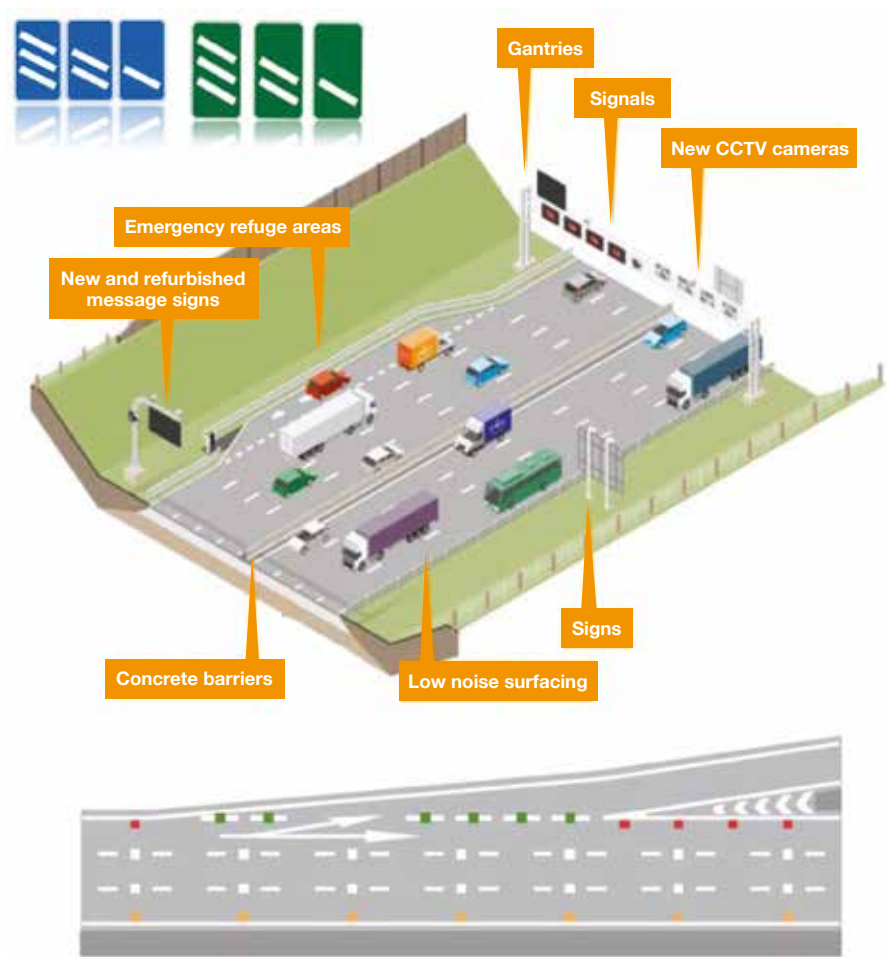 Gantries
Signals
New CCTV cameras
Emergency refuge areas
New and refurbished
message signs
Signs
Concrete barriers
Low noise surfacing